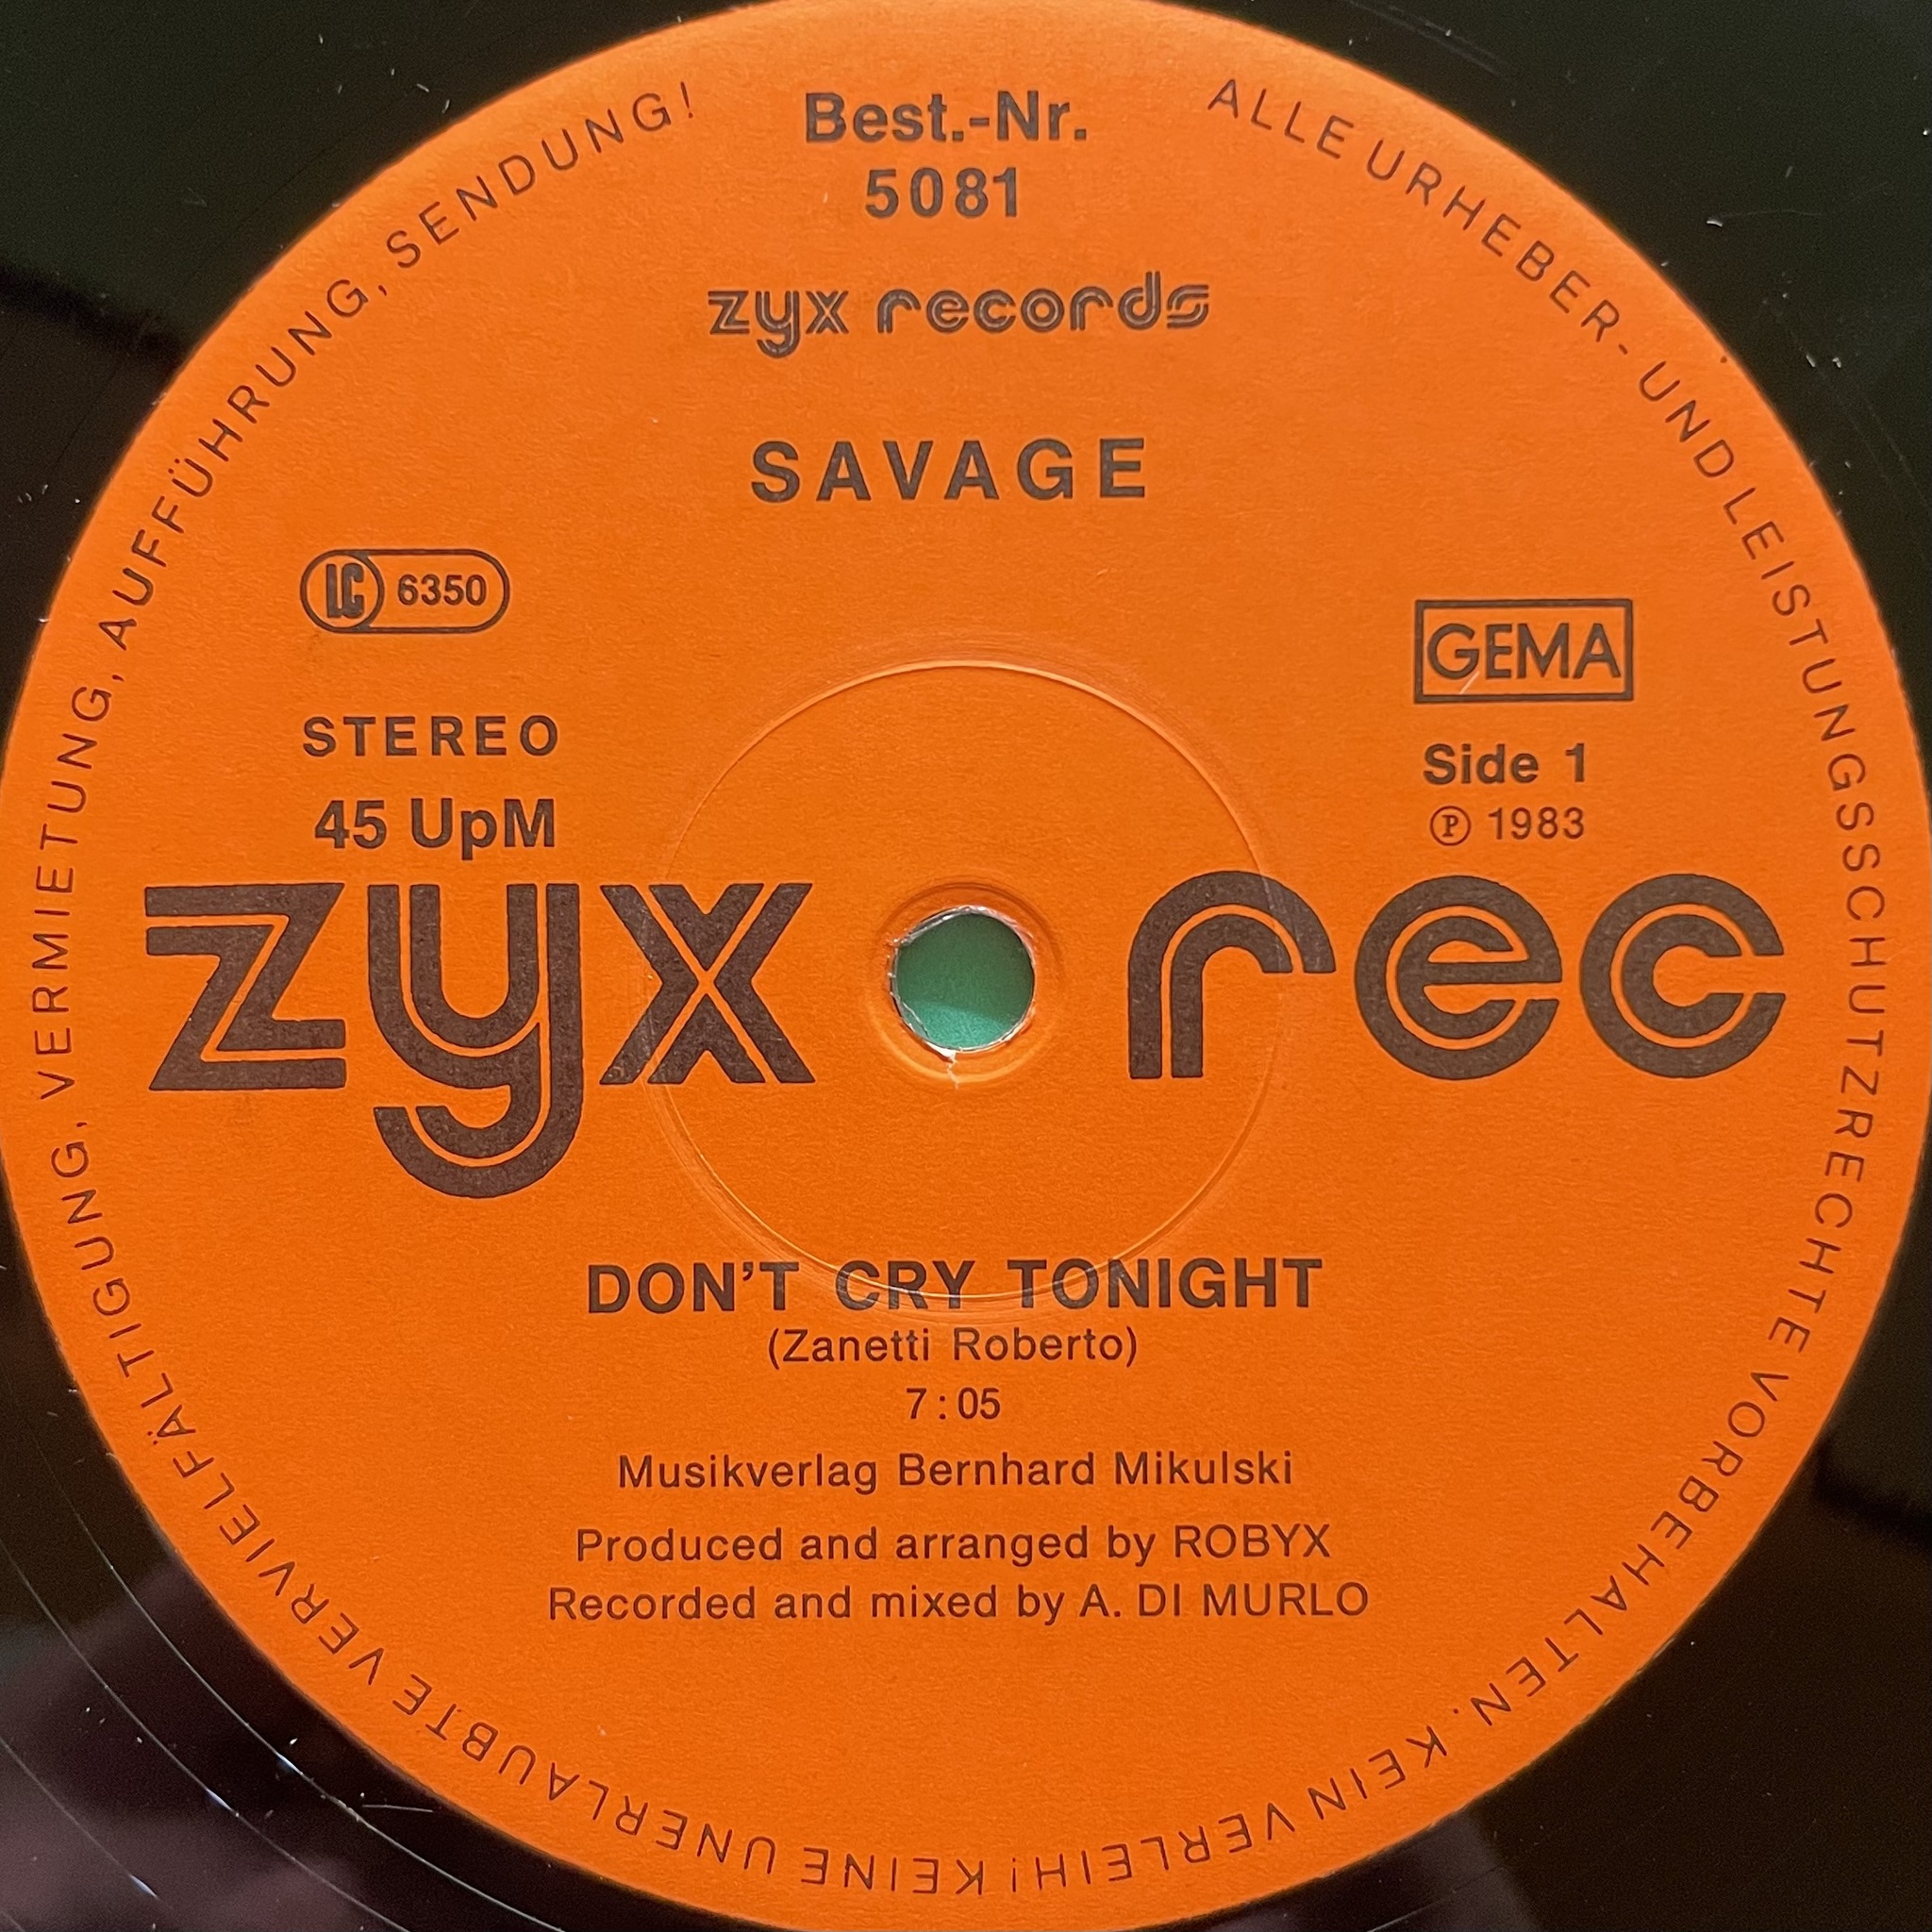 Best.-Nr.
5081
zyx records
SAVAGE
LC 6350
GEMA
STEREO
45 UpM
Side 1
℗ 1983
zyx rec
DON'T CRY TONIGHT
(Zanetti Roberto)
7:05
Musikverlag Bernhard Mikulski
Produced and arranged by ROBYX
Recorded and mixed by A. DI MURLO
ALLE URHEBER- UND LEISTUNGSSCHUTZRECHTE VORBEHALTEN. KEIN VERLEIH! KEINE UNERLAUBTE VERVIELFÄLTIGUNG, VERMIETUNG, AUFFÜHRUNG, SENDUNG!